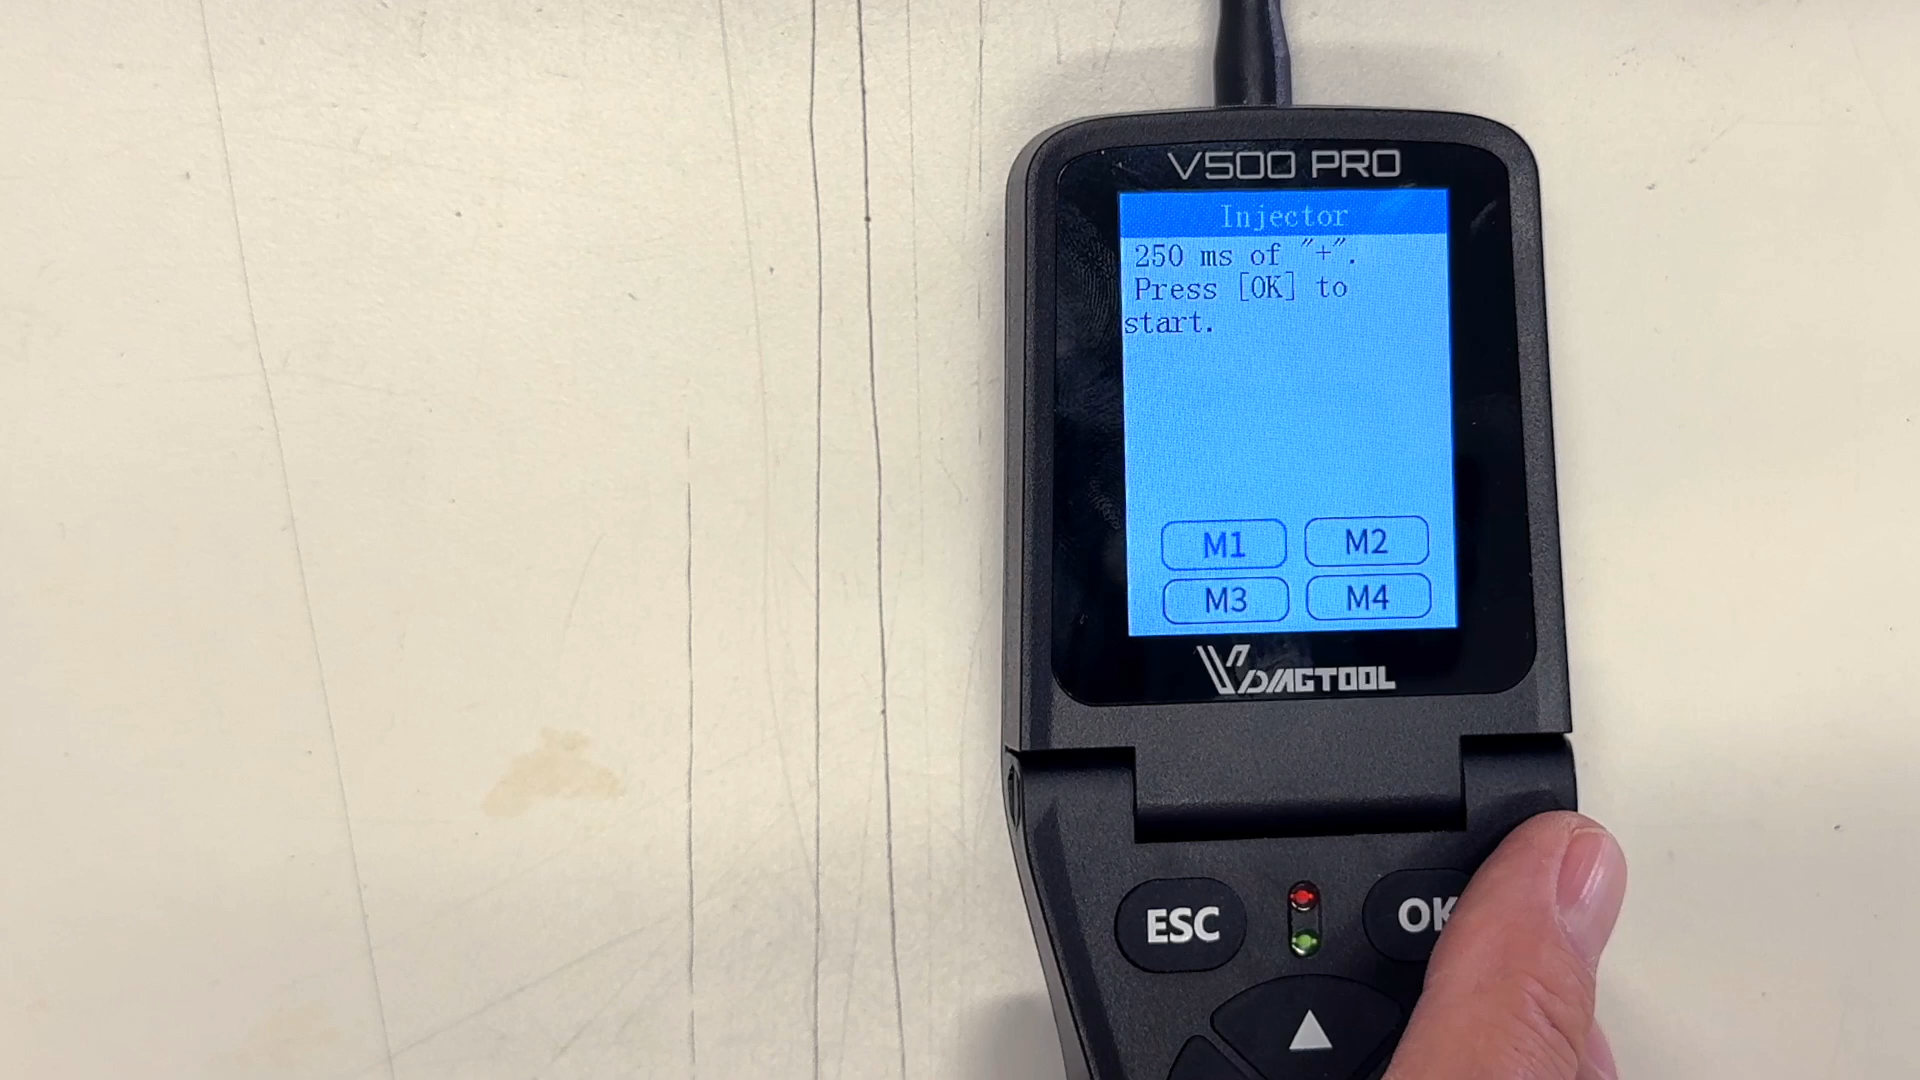 V500 PRO
Injector
250 ms of "+".
Press [OK] to
start.
M1 M2
M3 M4
VDIAGTOOL
ESC OK